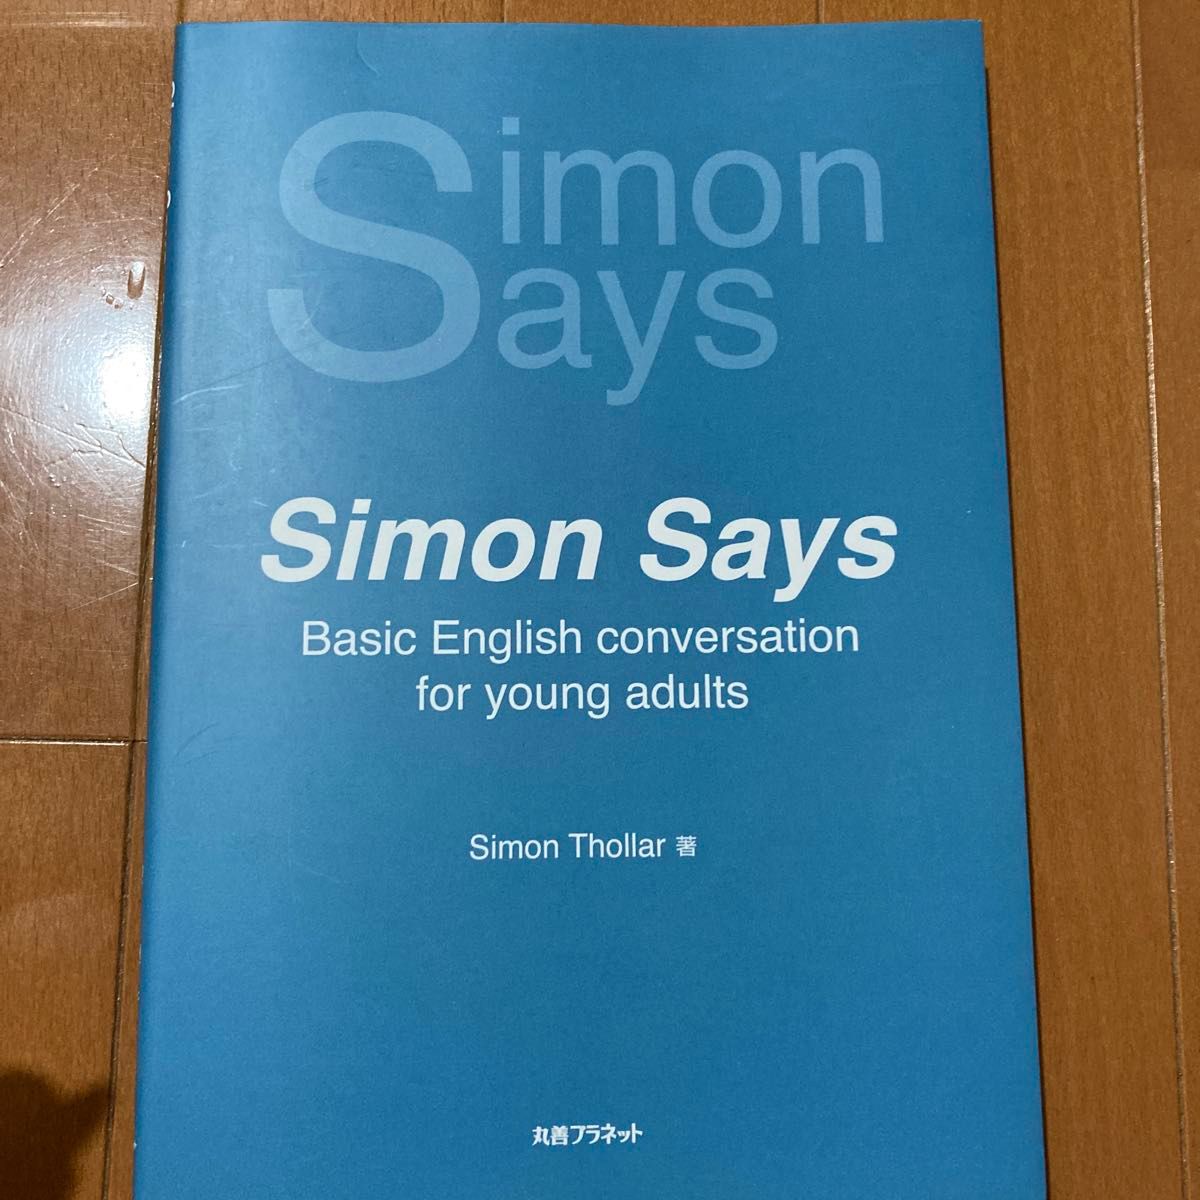 Simon
Says
Simon Says
Basic English conversation
for young adults
Simon Thollar 著
丸善プラネット